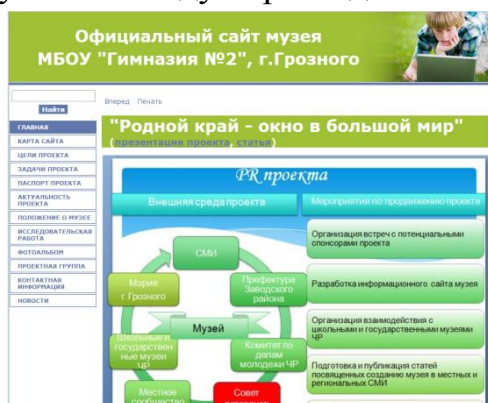 Официальный сайт музея
МБОУ "Гимназия №2", г.Грозного
Найти
Вперед Печать
ГЛАВНАЯ
КАРТА САЙТА
ЦЕЛИ ПРОЕКТА
ЗАДАЧИ ПРОЕКТА
ПАСПОРТ ПРОЕКТА
АКТУАЛЬНОСТЬ
ПРОЕКТА
ПОЛОЖЕНИЕ О МУЗЕЕ
ИССЛЕДОВАТЕЛЬСКАЯ
РАБОТА
ФОТОАЛЬБОМ
ПРОЕКТНАЯ ГРУППА
КОНТАКТНАЯ
ИНФОРМАЦИЯ
НОВОСТИ
"Родной край - окно в большой мир"
(презентация проекта, статья)
PR проекта
Внешняя среда проекта
Мероприятия по продвижению проекта
СМИ
Мэрия
г. Грозного
Префектура
Заводского
района
Музей
Школьные и
государствен
ные музеи
ЧР
Комитет по
делам
молодежи ЧР
Местное
сообщество
Совет
Организация встреч с потенциальными
спонсорами проекта
Разработка информационного сайта музея
Организация взаимодействия с
школьными и государственными музеями
ЧР
Подготовка и публикация статей
посвященных созданию музея в местных и
региональных СМИ